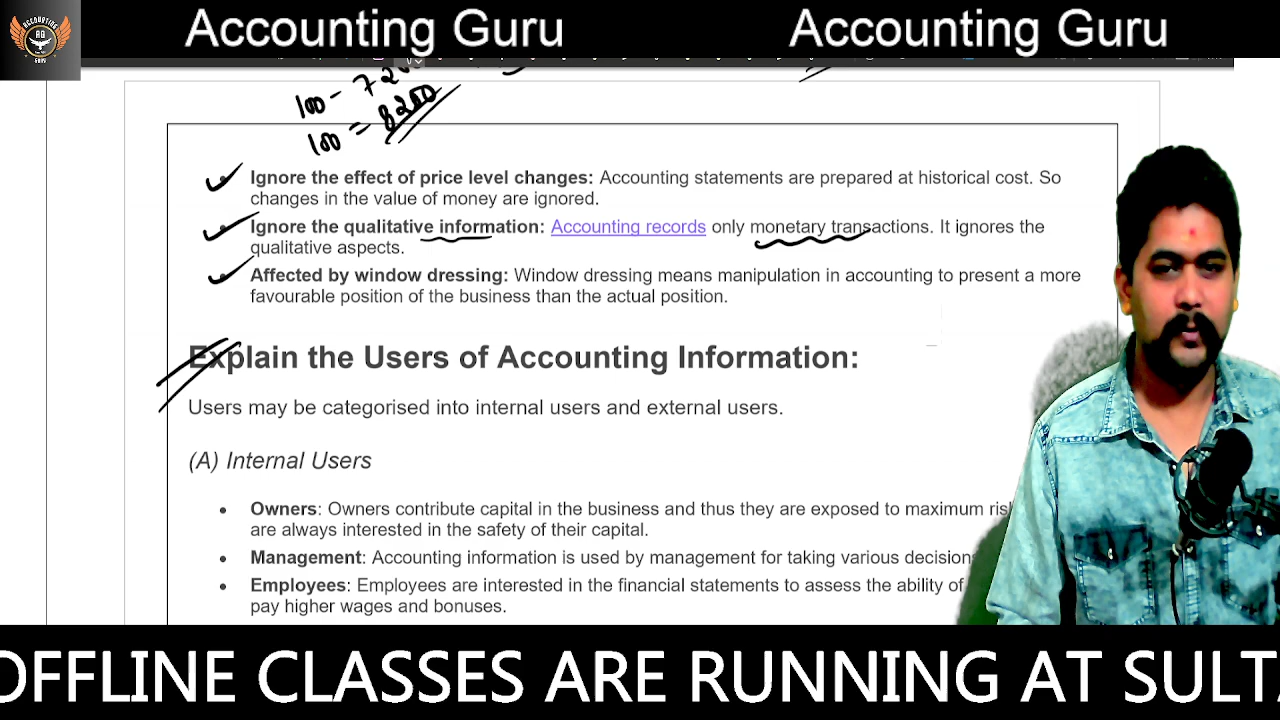 Accounting Guru
Accounting Guru
ACCOUNTING
AG
GURU
100 - 720
100 = 8200
Ignore the effect of price level changes: Accounting statements are prepared at historical cost. So
changes in the value of money are ignored.
Ignore the qualitative information: Accounting records only monetary transactions. It ignores the
qualitative aspects.
Affected by window dressing: Window dressing means manipulation in accounting to present a more
favourable position of the business than the actual position.
Explain the Users of Accounting Information:
Users may be categorised into internal users and external users.
(A) Internal Users
Owners: Owners contribute capital in the business and thus they are exposed to maximum
are always interested in the safety of their capital.
Management: Accounting information is used by management for taking various decisions
Employees: Employees are interested in the financial statements to assess the ability of
pay higher wages and bonuses.
OFFLINE CLASSES ARE RUNNING AT SULT